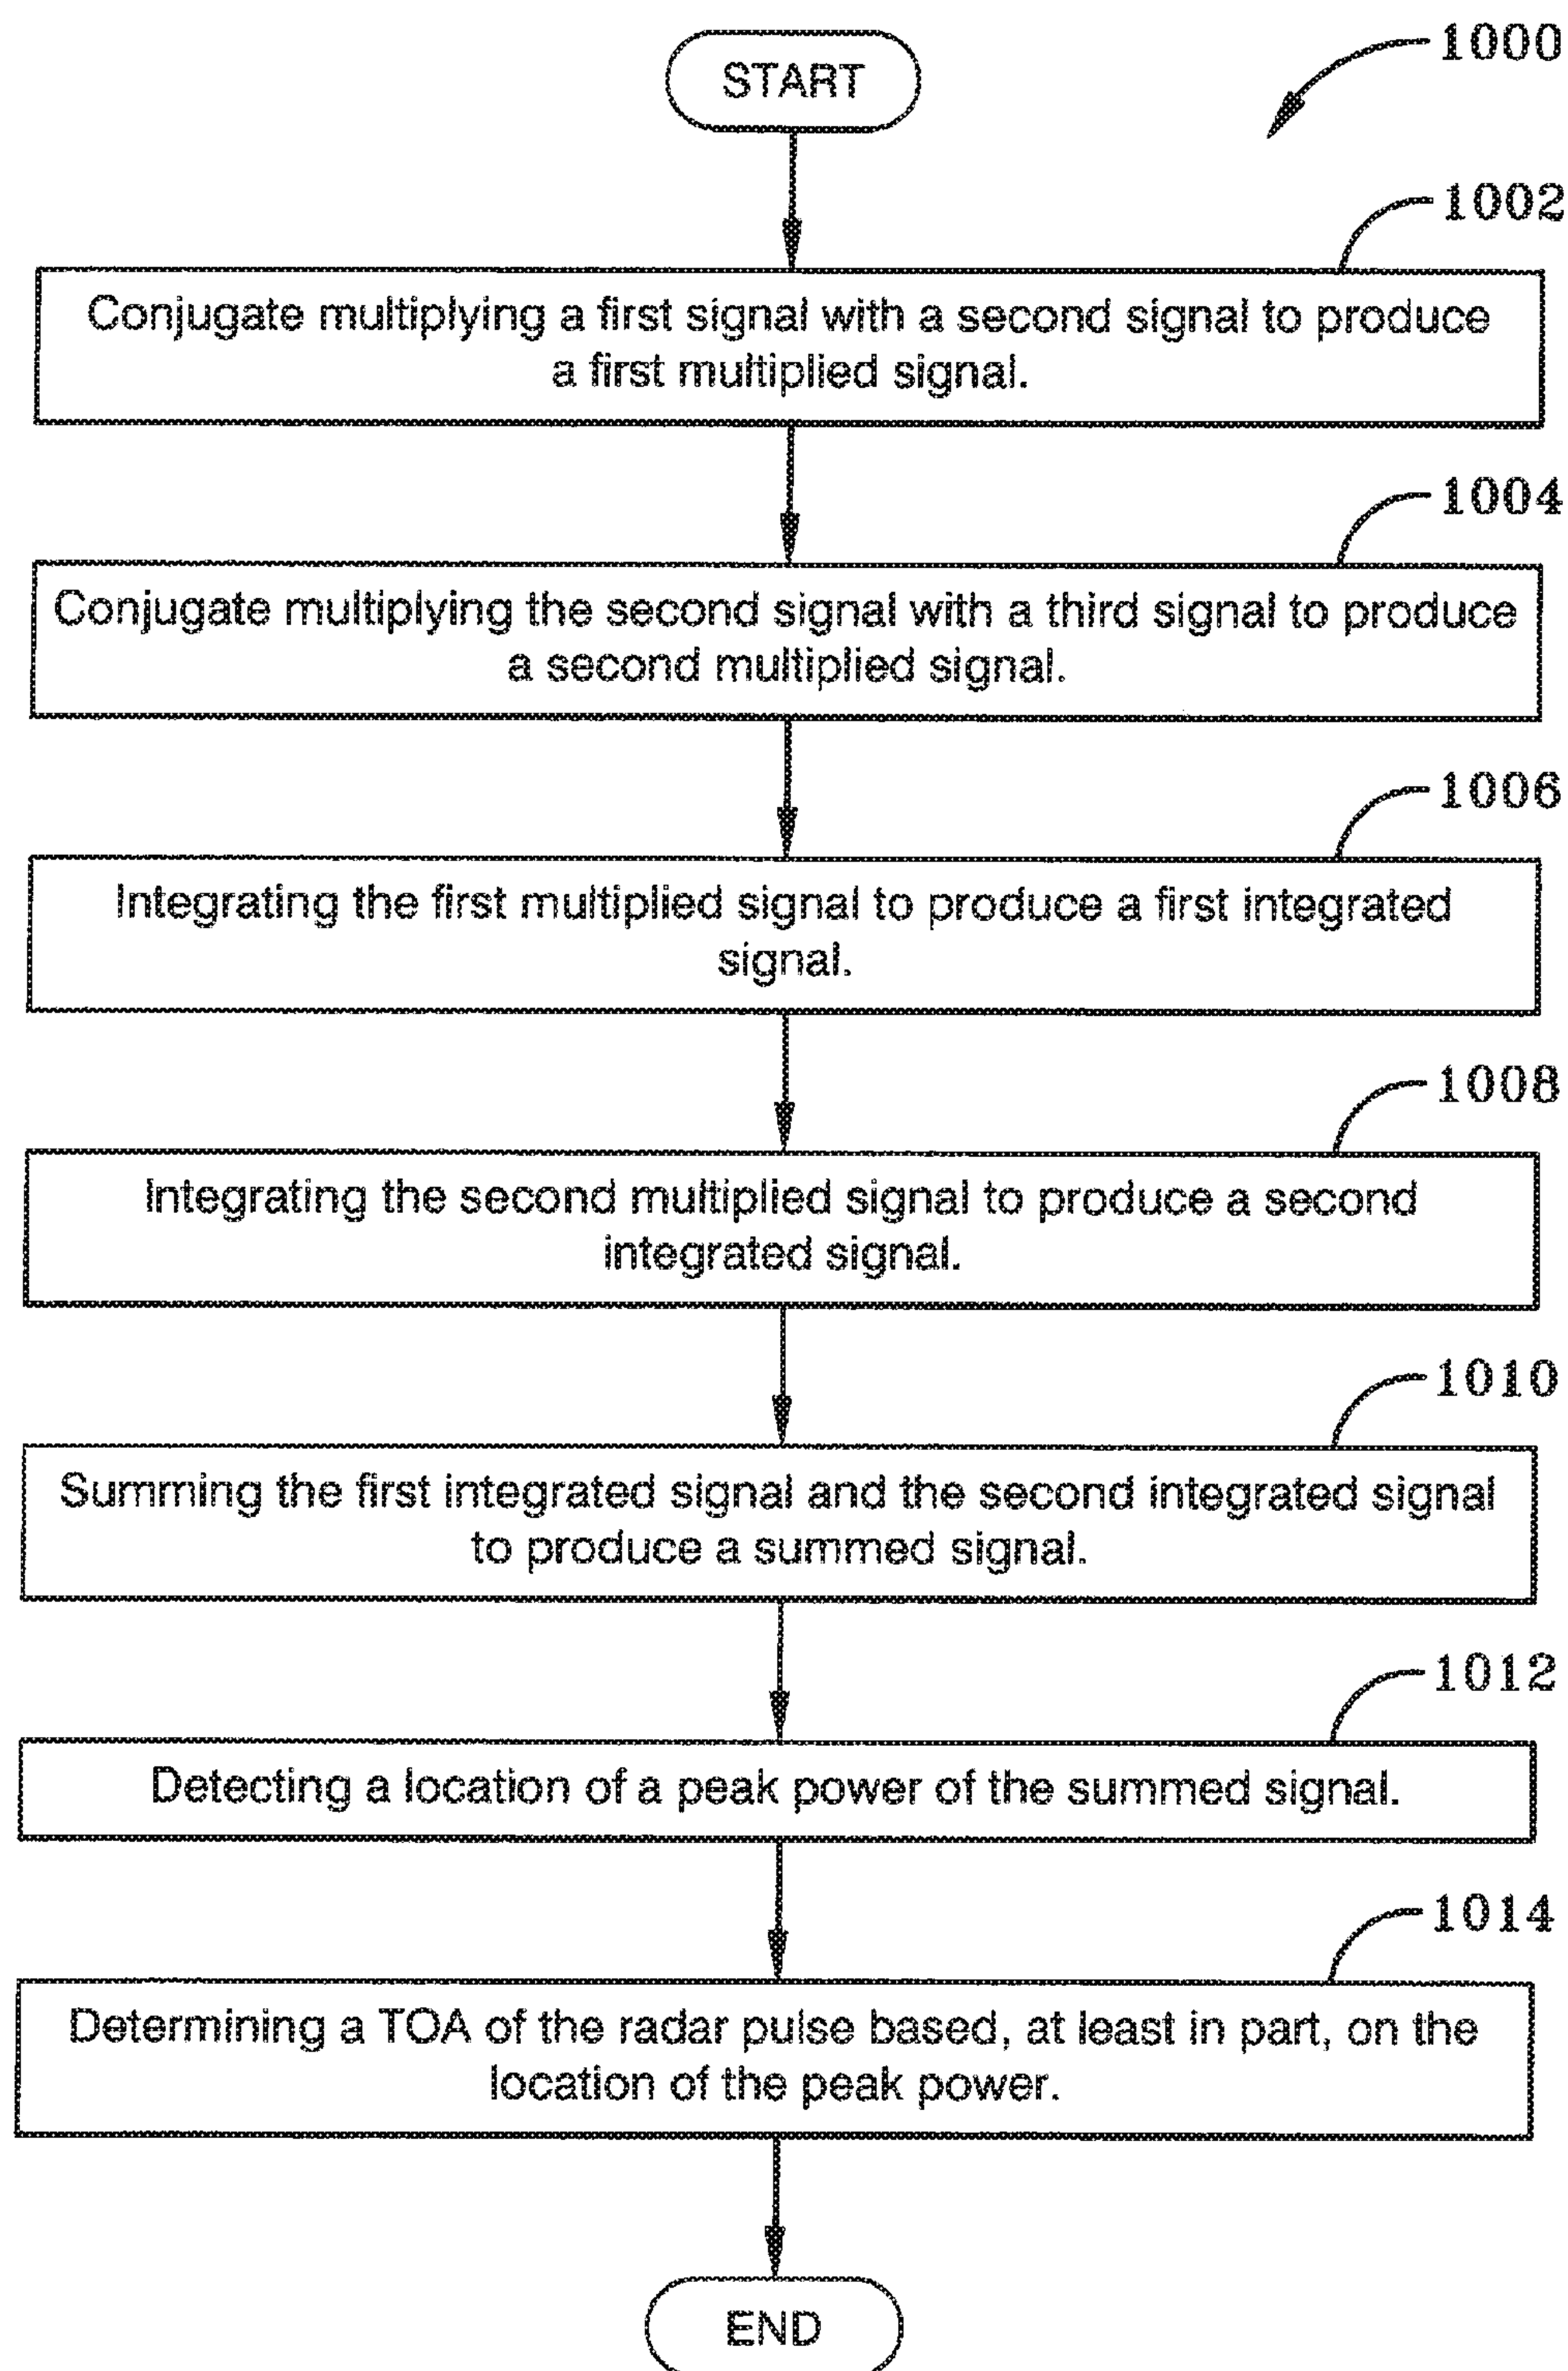 START
1000
1002
Conjugate multiplying a first signal with a second signal to produce
a first multiplied signal.
1004
Conjugate multiplying the second signal with a third signal to produce
a second multiplied signal.
1006
Integrating the first multiplied signal to produce a first integrated
signal.
1008
Integrating the second multiplied signal to produce a second
integrated signal.
1010
Summing the first integrated signal and the second integrated signal
to produce a summed signal.
1012
Detecting a location of a peak power of the summed signal.
1014
Determining a TOA of the radar pulse based, at least in part, on the
location of the peak power.
END